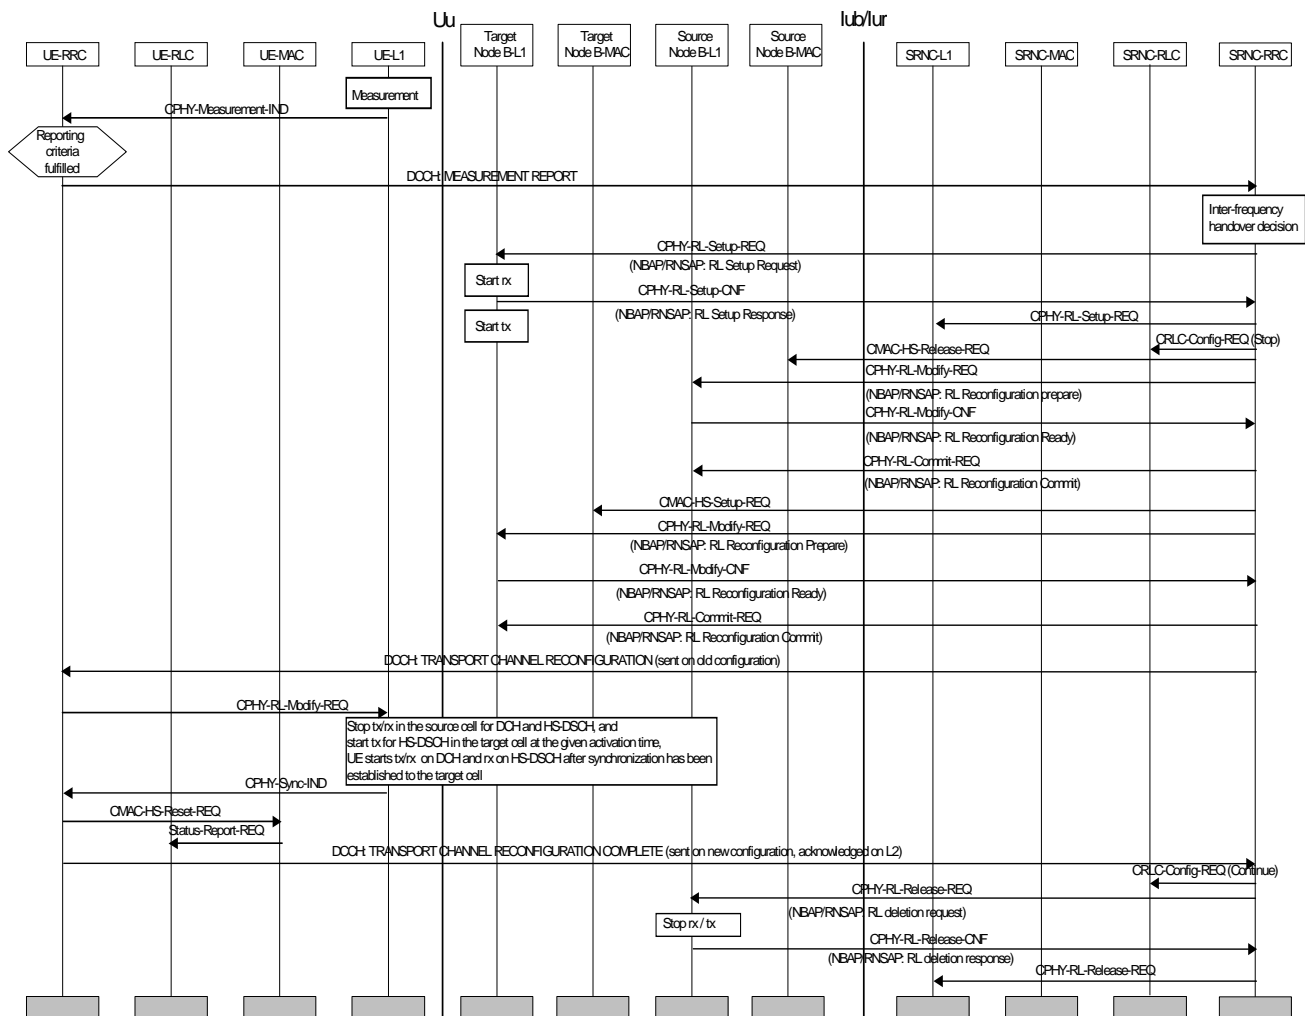 Uu
Iub/Iur
UE-RRC
UE-RLC
UE-MAC
UE-L1
Target
Node B-L1
Target
Node B-MAC
Source
Node B-L1
Source
Node B-MAC
SRNC-L1
SRNC-MAC
SRNC-RLC
SRNC-RRC
Measurement
CPHY-Measurement-IND
Reporting
criteria
fulfilled
DCCH: MEASUREMENT REPORT
Inter-frequency
handover decision
CPHY-RL-Setup-REQ
(NBAP/RNSAP: RL Setup Request)
Start rx
CPHY-RL-Setup-CNF
(NBAP/RNSAP: RL Setup Response)
Start tx
CPHY-RL-Setup-REQ
CRLC-Config-REQ (Stop)
CMAC-HS-Release-REQ
CPHY-RL-Modify-REQ
(NBAP/RNSAP: RL Reconfiguration prepare)
CPHY-RL-Modify-CNF
(NBAP/RNSAP: RL Reconfiguration Ready)
CPHY-RL-Commit-REQ
(NBAP/RNSAP: RL Reconfiguration Commit)
CMAC-HS-Setup-REQ
CPHY-RL-Modify-REQ
(NBAP/RNSAP: RL Reconfiguration Prepare)
CPHY-RL-Modify-CNF
(NBAP/RNSAP: RL Reconfiguration Ready)
CPHY-RL-Commit-REQ
(NBAP/RNSAP: RL Reconfiguration Commit)
DCCH: TRANSPORT CHANNEL RECONFIGURATION (sent on old configuration)
CPHY-RL-Modify-REQ
Stop tx/rx in the source cell for DCH and HS-DSCH, and
start tx for HS-DSCH in the target cell at the given activation time,
UE starts tx/rx on DCH and rx on HS-DSCH after synchronization has been
established to the target cell
CPHY-Sync-IND
CMAC-HS-Reset-REQ
Status-Report-REQ
DCCH: TRANSPORT CHANNEL RECONFIGURATION COMPLETE (sent on new configuration, acknowledged on L2)
CRLC-Config-REQ (Continue)
CPHY-RL-Release-REQ
(NBAP/RNSAP: RL deletion request)
Stop rx / tx
CPHY-RL-Release-CNF
(NBAP/RNSAP: RL deletion response)
CPHY-RL-Release-REQ